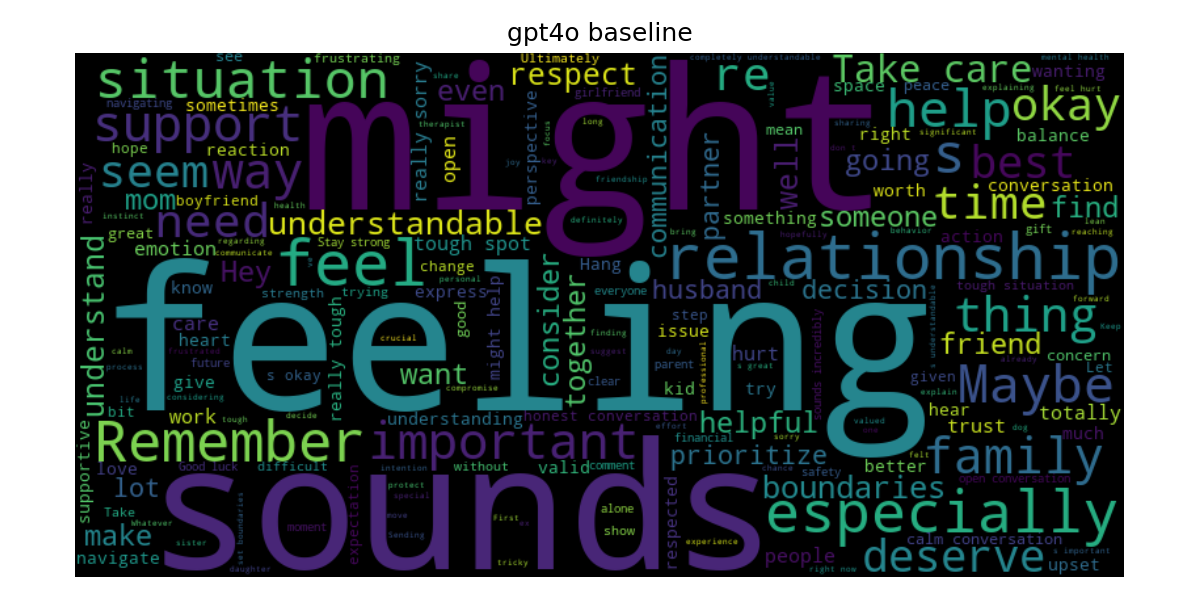 gpt4o baseline
see
frustrating
Ultimately
completely understandable
mental health
situation
share
really sorry
even
respect
girlfriend
communication
re
Take care
wanting
space
peace
explaining
feel hurt
navigating
sometimes
might
perspective
value
help
okay
support
therapist
open
focus
long
mean
sharing
right
significant
balance
hope
reaction
well
don t
seem
way
joy
key
partner
going
s
best
really
mom
boyfriend
friendship
worth
conversation
instinct
health
need
understandable
definitely
something
someone
time
find
great
regarding
Stay strong
bring
hopefully
behavior
gift
lean
emotion
communicate
feel
tough spot
Hey
change
Hang
relationship
action
reaching
va
personal
understand
know
strength
trying
express
consider
everyone
husband
child
decision
tough situation
forward
good
together
step
thing
Keep
care
heart
crucial
might help
issue
s understandable
calm
frustrated
finding
day
hurt
friend
future
suggest
parent
professional
sounds incredibly
already
concern
process
give
s okay
really tough
want
clear
try
given
Let
feeling
kid
Maybe
life
considering
compromise
explain
bit
work
tough
decide
understanding
honest conversation
valued
hear
totally
effort
helpful
one
trust
dog
much
Remember
important
financial
sorry
prioritize
felt
family
supportive
love
Good luck
difficult
intention
without
valid
comment
chance
safety
better
open conversation
lot
set boundaries
expectation
protect
special
respected
boundaries
Take
moment
First
alone
especially
Whatever
move
show
make
sounds
Sending
ex
experience
calm conversation
s important
navigate
sister
tricky
people
deserve
upset
daughter
right now